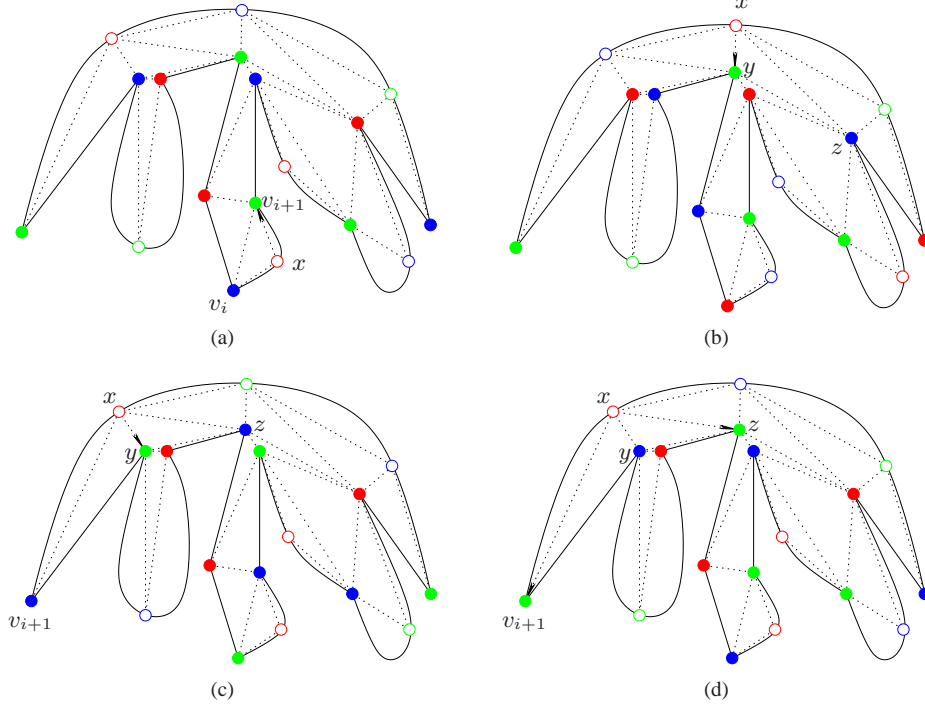 x
y
z
v_{i+1}
x
v_i
(a)
(b)
x
z
y
v_{i+1}
x
z
y
v_{i+1}
(c)
(d)